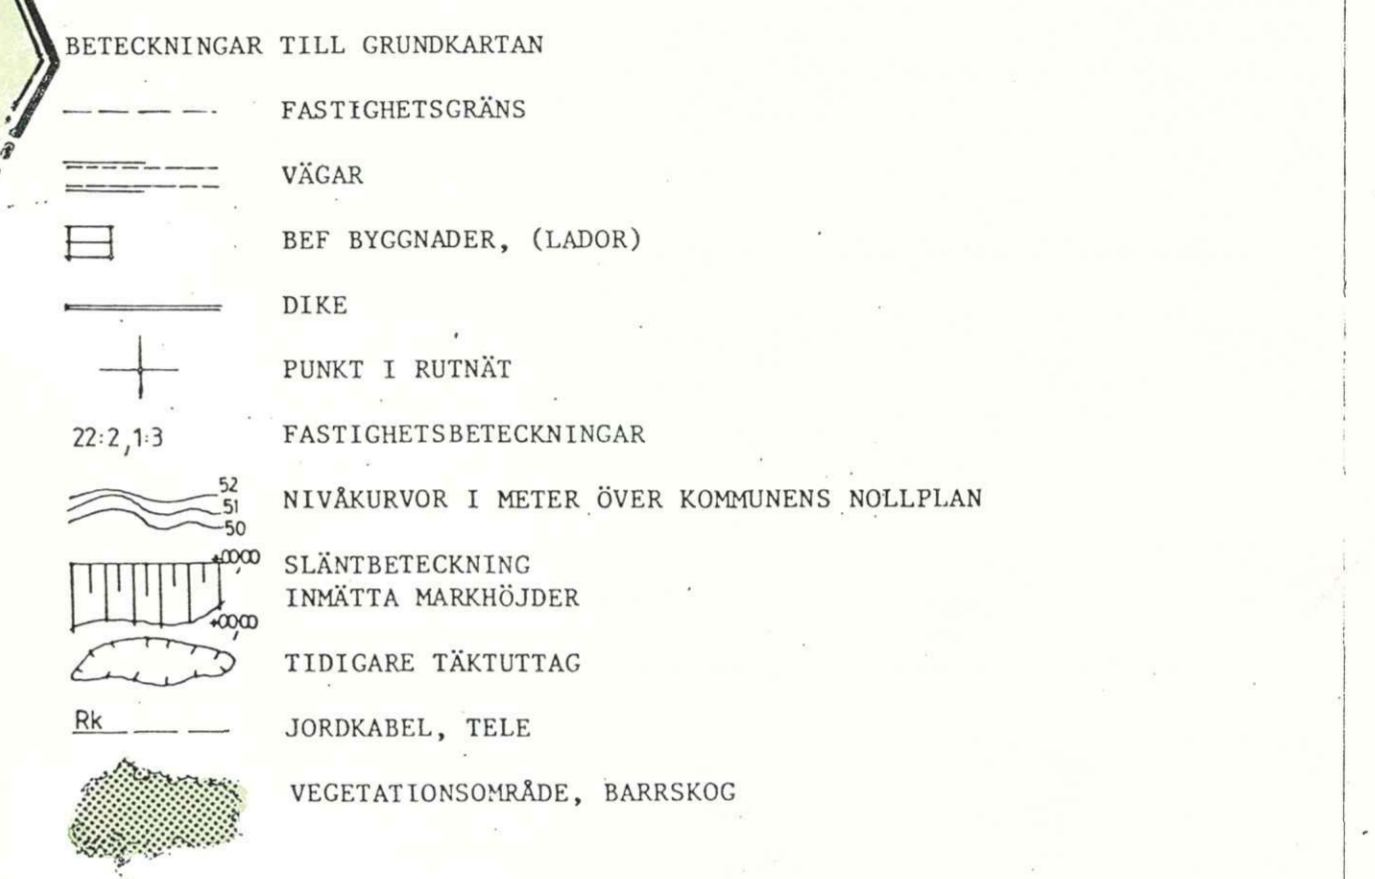 BETECKNINGAR TILL GRUNDKARTAN
FASTIGHETSGRÄNS
VÄGAR
BEF BYGGNADER, (LADOR)
DIKE
PUNKT I RUTNÄT
22:2,1:3 FASTIGHETSBETECKNINGAR
52
51
50
NIVÅKURVOR I METER ÖVER KOMMUNENS NOLLPLAN
+00,00
SLÄNTBETECKNING
INMÄTTA MARKHÖJDER
+00,00
TIDIGARE TÄKTUTTAG
Rk JORDKABEL, TELE
VEGETATIONSOMRÅDE, BARRSKOG